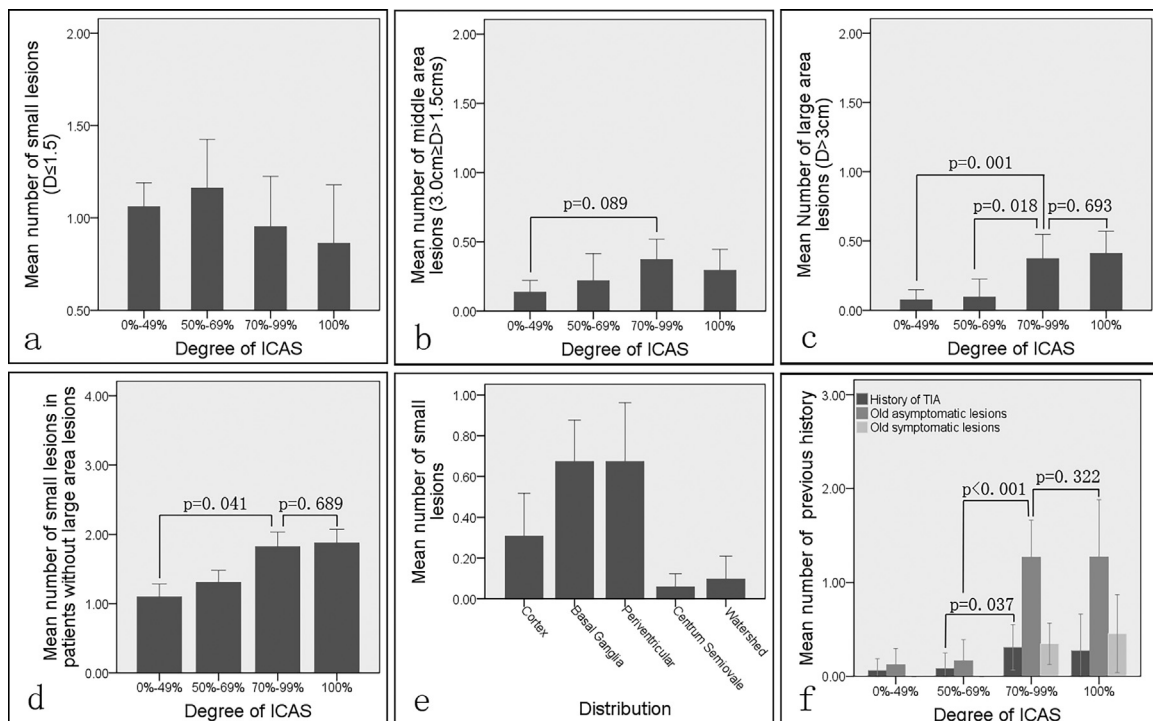 Mean number of small lesions
(D≤1.5)
2.00
1.50
1.00
0.50
0%-49%
50%-69%
70%-99%
100%
Degree of ICAS
a
Mean number of middle area
lesions (3.0cm≥D>1.5cms)
2.00
1.50
1.00
0.50
0.00
p=0.089
0%-49%
50%-69%
70%-99%
100%
Degree of ICAS
b
Mean Number of large area
lesions (D>3cm)
2.00
1.50
1.00
0.50
0.00
p=0.001
p=0.018
p=0.693
0%-49%
50%-69%
70%-99%
100%
Degree of ICAS
c
Mean number of small lesions in
patients without large area lesions
4.00
3.00
2.00
1.00
0.00
p=0.041
p=0.689
0%-49%
50%-69%
70%-99%
100%
Degree of ICAS
d
Mean number of small
lesions
1.00
0.80
0.60
0.40
0.20
0.00
Cortex
Basal Ganglia
Periventricular
Centrum Semiovale
Watershed
Distribution
e
Mean number of previous history
3.00
2.00
1.00
0.00
History of TIA
Old asymptomatic lesions
Old symptomatic lesions
p<0.001
p=0.322
p=0.037
0%-49%
50%-69%
70%-99%
100%
Degree of ICAS
f